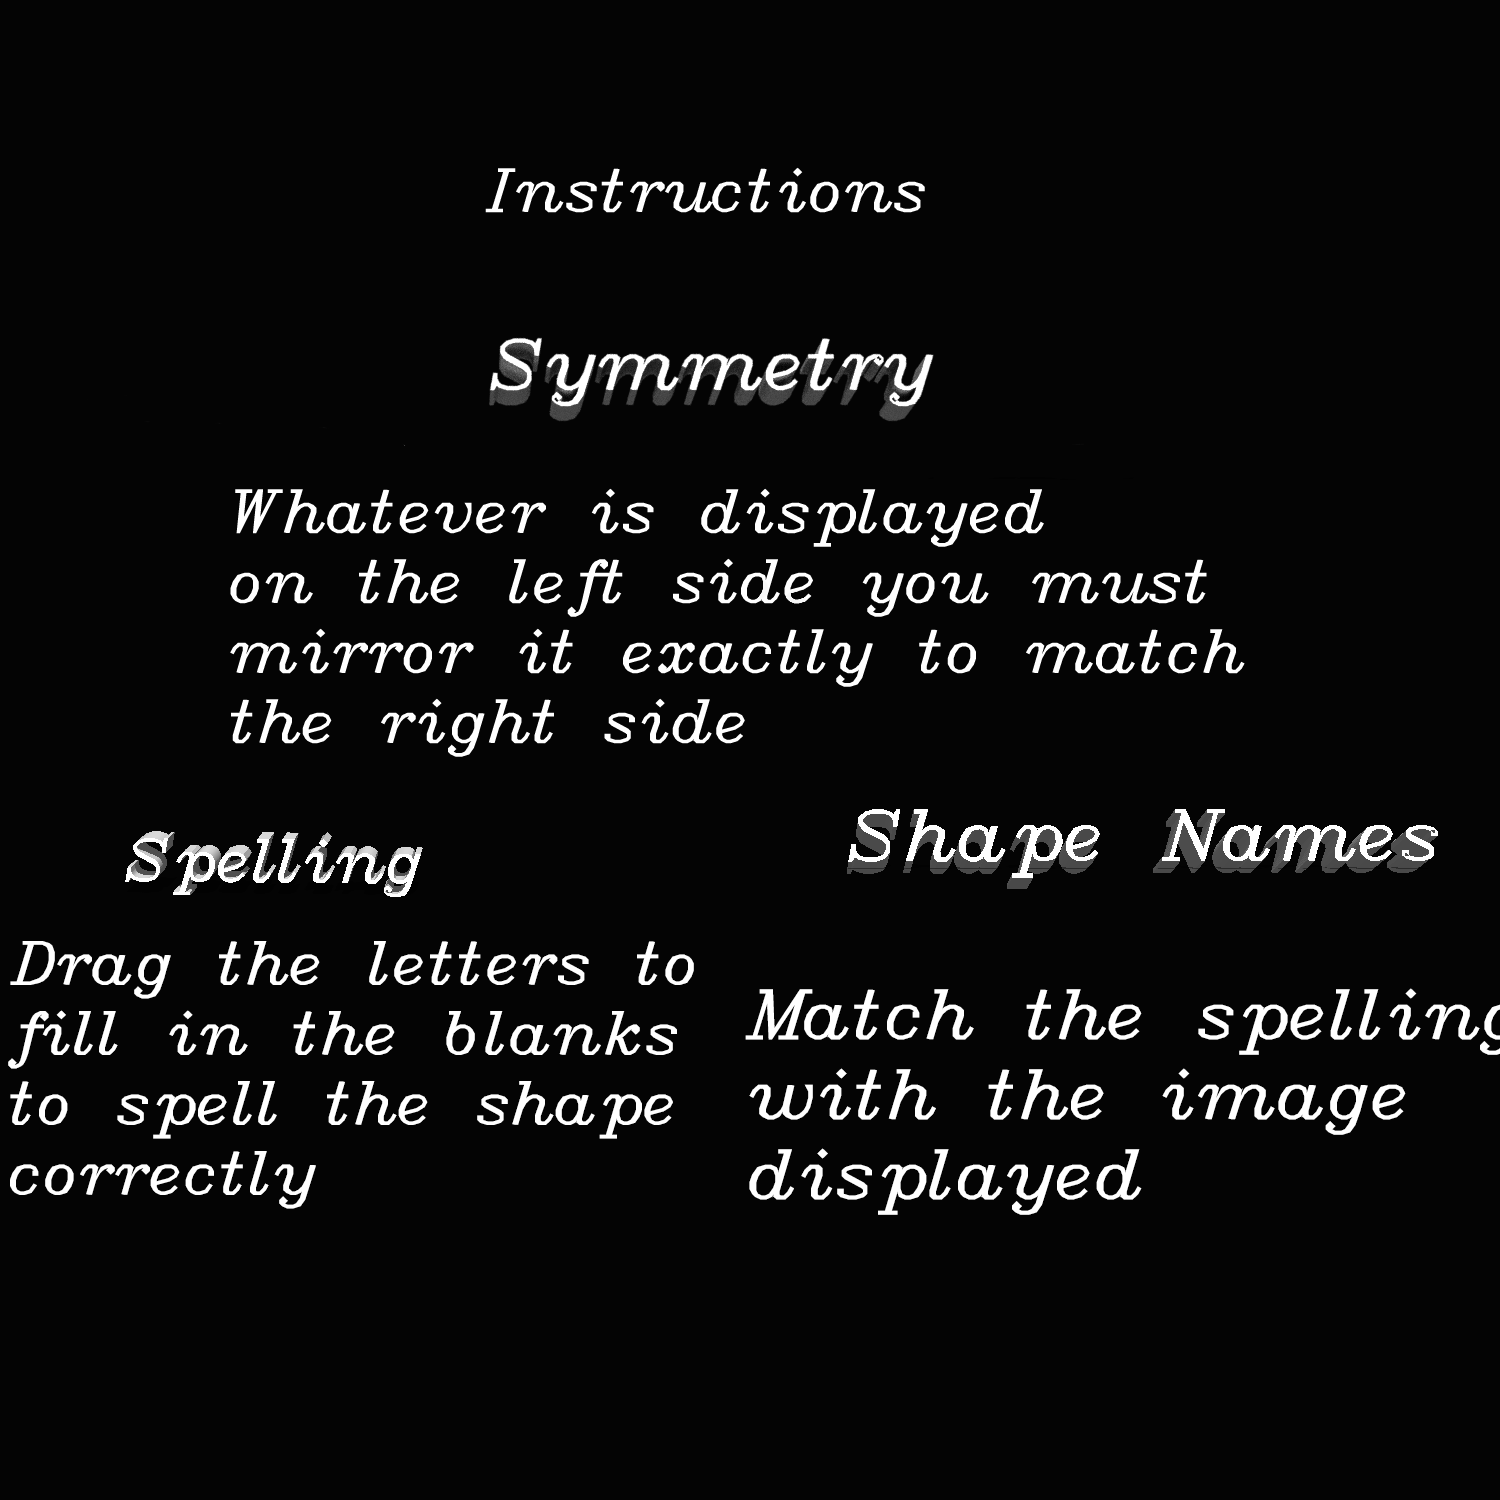 Instructions
Symmetry
Whatever is displayed
on the left side you must
mirror it exactly to match
the right side
Spelling
Drag the letters to
fill in the blanks
to spell the shape
correctly
Shape Names
Match the spelling
with the image
displayed